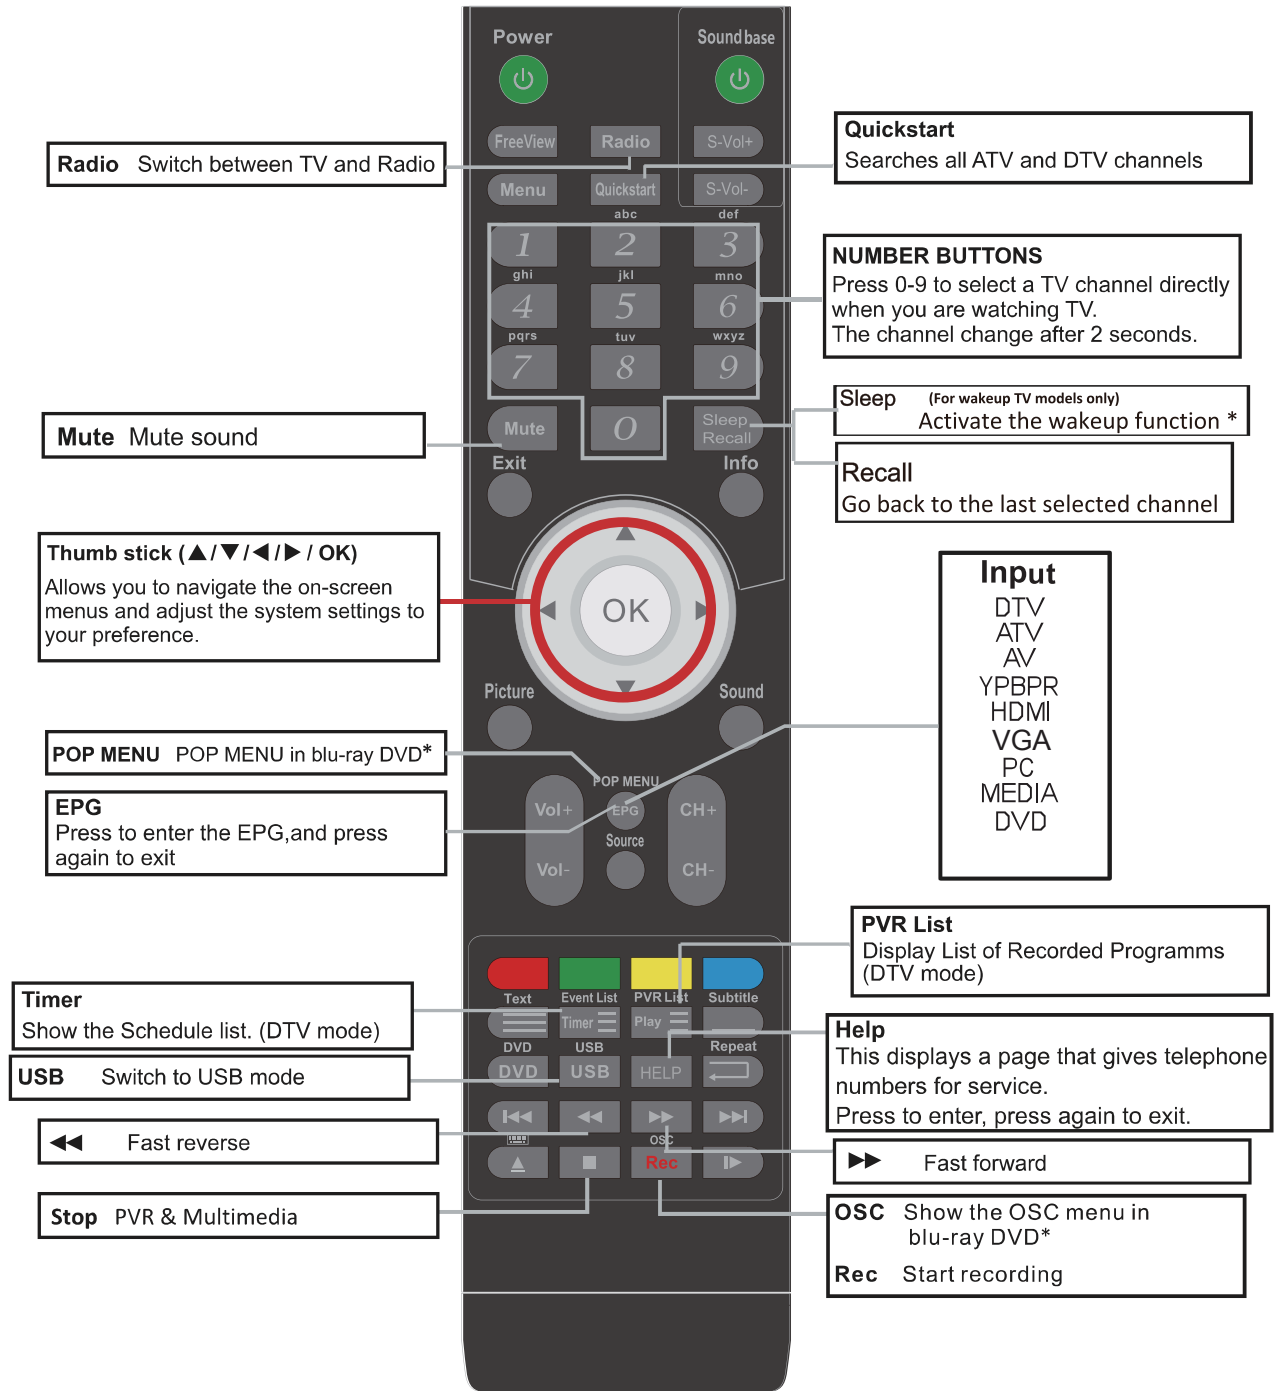 Power
Sound base
FreeView
Radio
S-Vol+
Menu
Quickstart
S-Vol-
abc
def
1
2
3
ghi
jkl
mno
4
5
6
pqrs
tuv
wxyz
7
8
9
Mute
0
Sleep
Recall
Exit
Info
OK
Picture
Sound
POP MENU
Vol+
EPG
CH+
Source
Vol-
CH-
Text
Event List
PVR List
Subtitle
Timer
Play
DVD
USB
Repeat
DVD
USB
HELP
OSC
Rec
Radio Switch between TV and Radio
Mute Mute sound
Thumb stick (▲/▼/◀/▶ / OK)
Allows you to navigate the on-screen
menus and adjust the system settings to
your preference.
POP MENU POP MENU in blu-ray DVD*
EPG
Press to enter the EPG,and press
again to exit
Timer
Show the Schedule list. (DTV mode)
USB Switch to USB mode
◀◀ Fast reverse
Stop PVR & Multimedia
Quickstart
Searches all ATV and DTV channels
NUMBER BUTTONS
Press 0-9 to select a TV channel directly
when you are watching TV.
The channel change after 2 seconds.
Sleep (For wakeup TV models only)
Activate the wakeup function *
Recall
Go back to the last selected channel
Input
DTV
ATV
AV
YPBPR
HDMI
VGA
PC
MEDIA
DVD
PVR List
Display List of Recorded Programms
(DTV mode)
Help
This displays a page that gives telephone
numbers for service.
Press to enter, press again to exit.
▶▶ Fast forward
OSC Show the OSC menu in
blu-ray DVD*
Rec Start recording